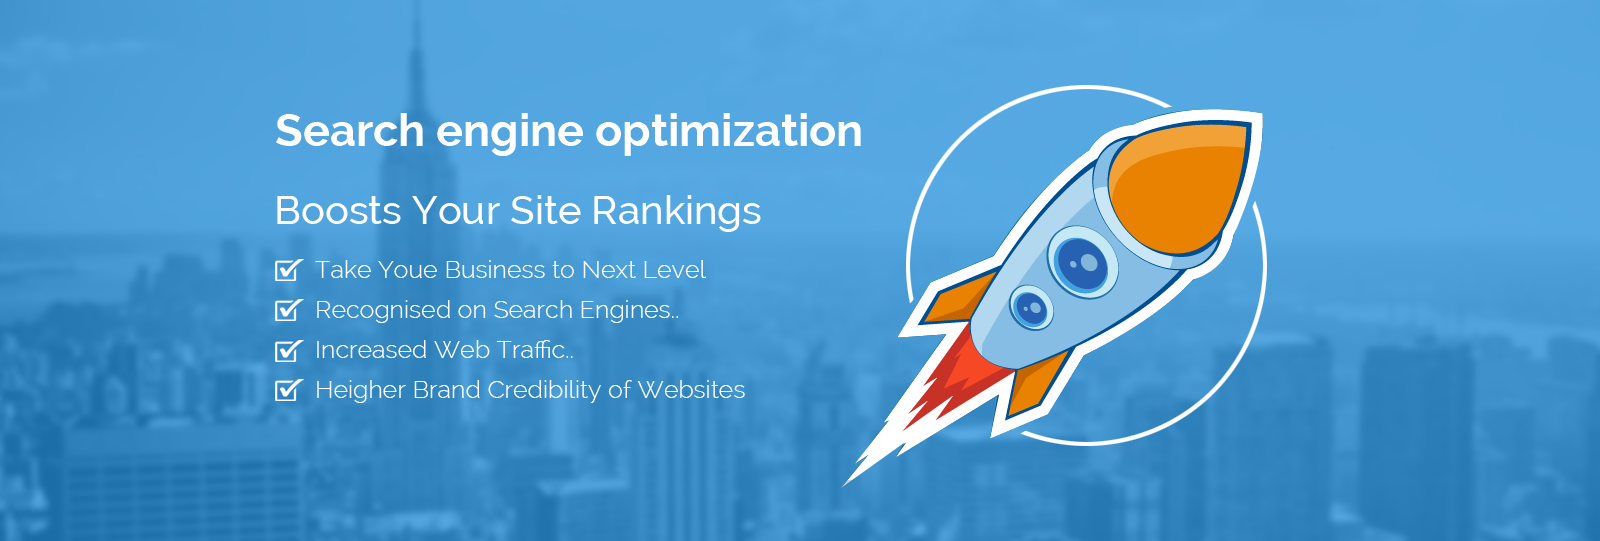 Search engine optimization
Boosts Your Site Rankings
Take Youe Business to Next Level
Recognised on Search Engines..
Increased Web Traffic..
Heigher Brand Credibility of Websites